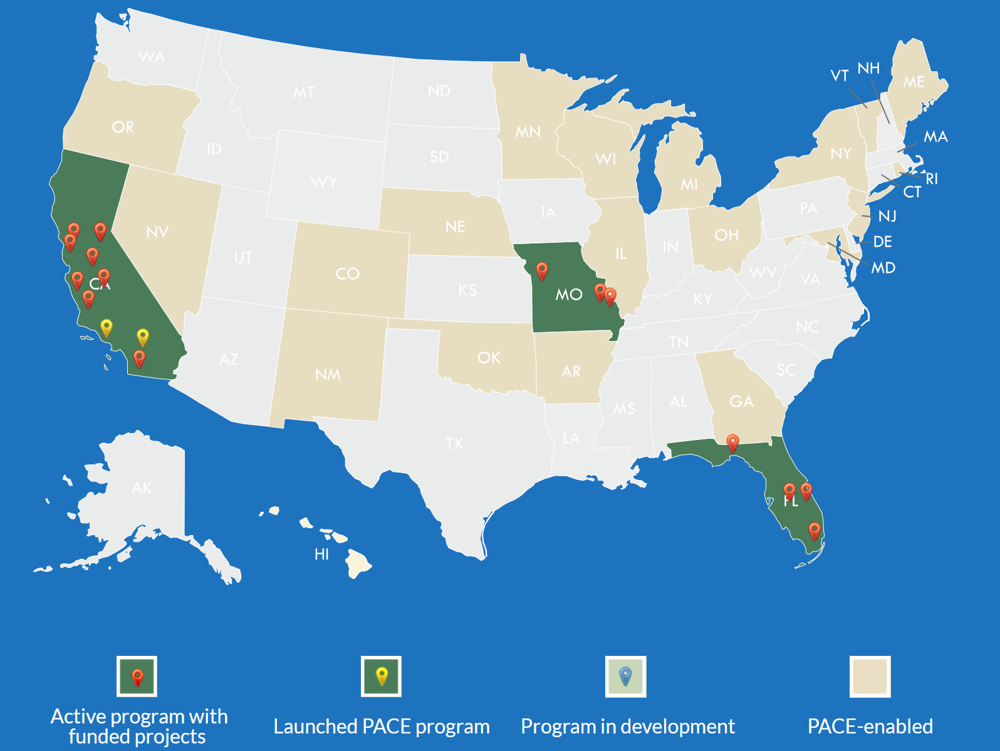 WA
MT
ND
MN
VT
NH
ME
OR
ID
SD
WI
MI
NY
MA
RI
CT
WY
NV
UT
CO
NE
IA
IL
IN
OH
PA
NJ
DE
MD
CA
KS
MO
KY
WV
VA
AZ
NM
OK
AR
TN
NC
SC
TX
LA
MS
AL
GA
FL
AK
HI
Active program with
funded projects
Launched PACE program
Program in development
PACE-enabled